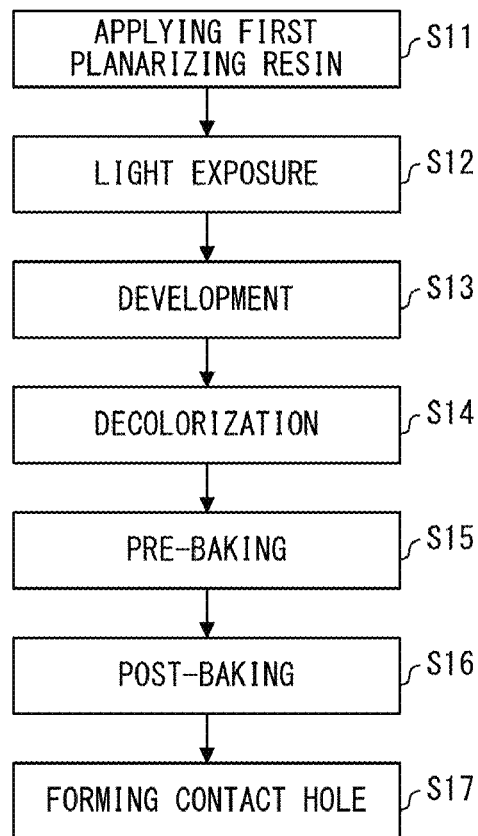 APPLYING FIRST
PLANARIZING RESIN
S11
LIGHT EXPOSURE
S12
DEVELOPMENT
S13
DECOLORIZATION
S14
PRE-BAKING
S15
POST-BAKING
S16
FORMING CONTACT HOLE
S17